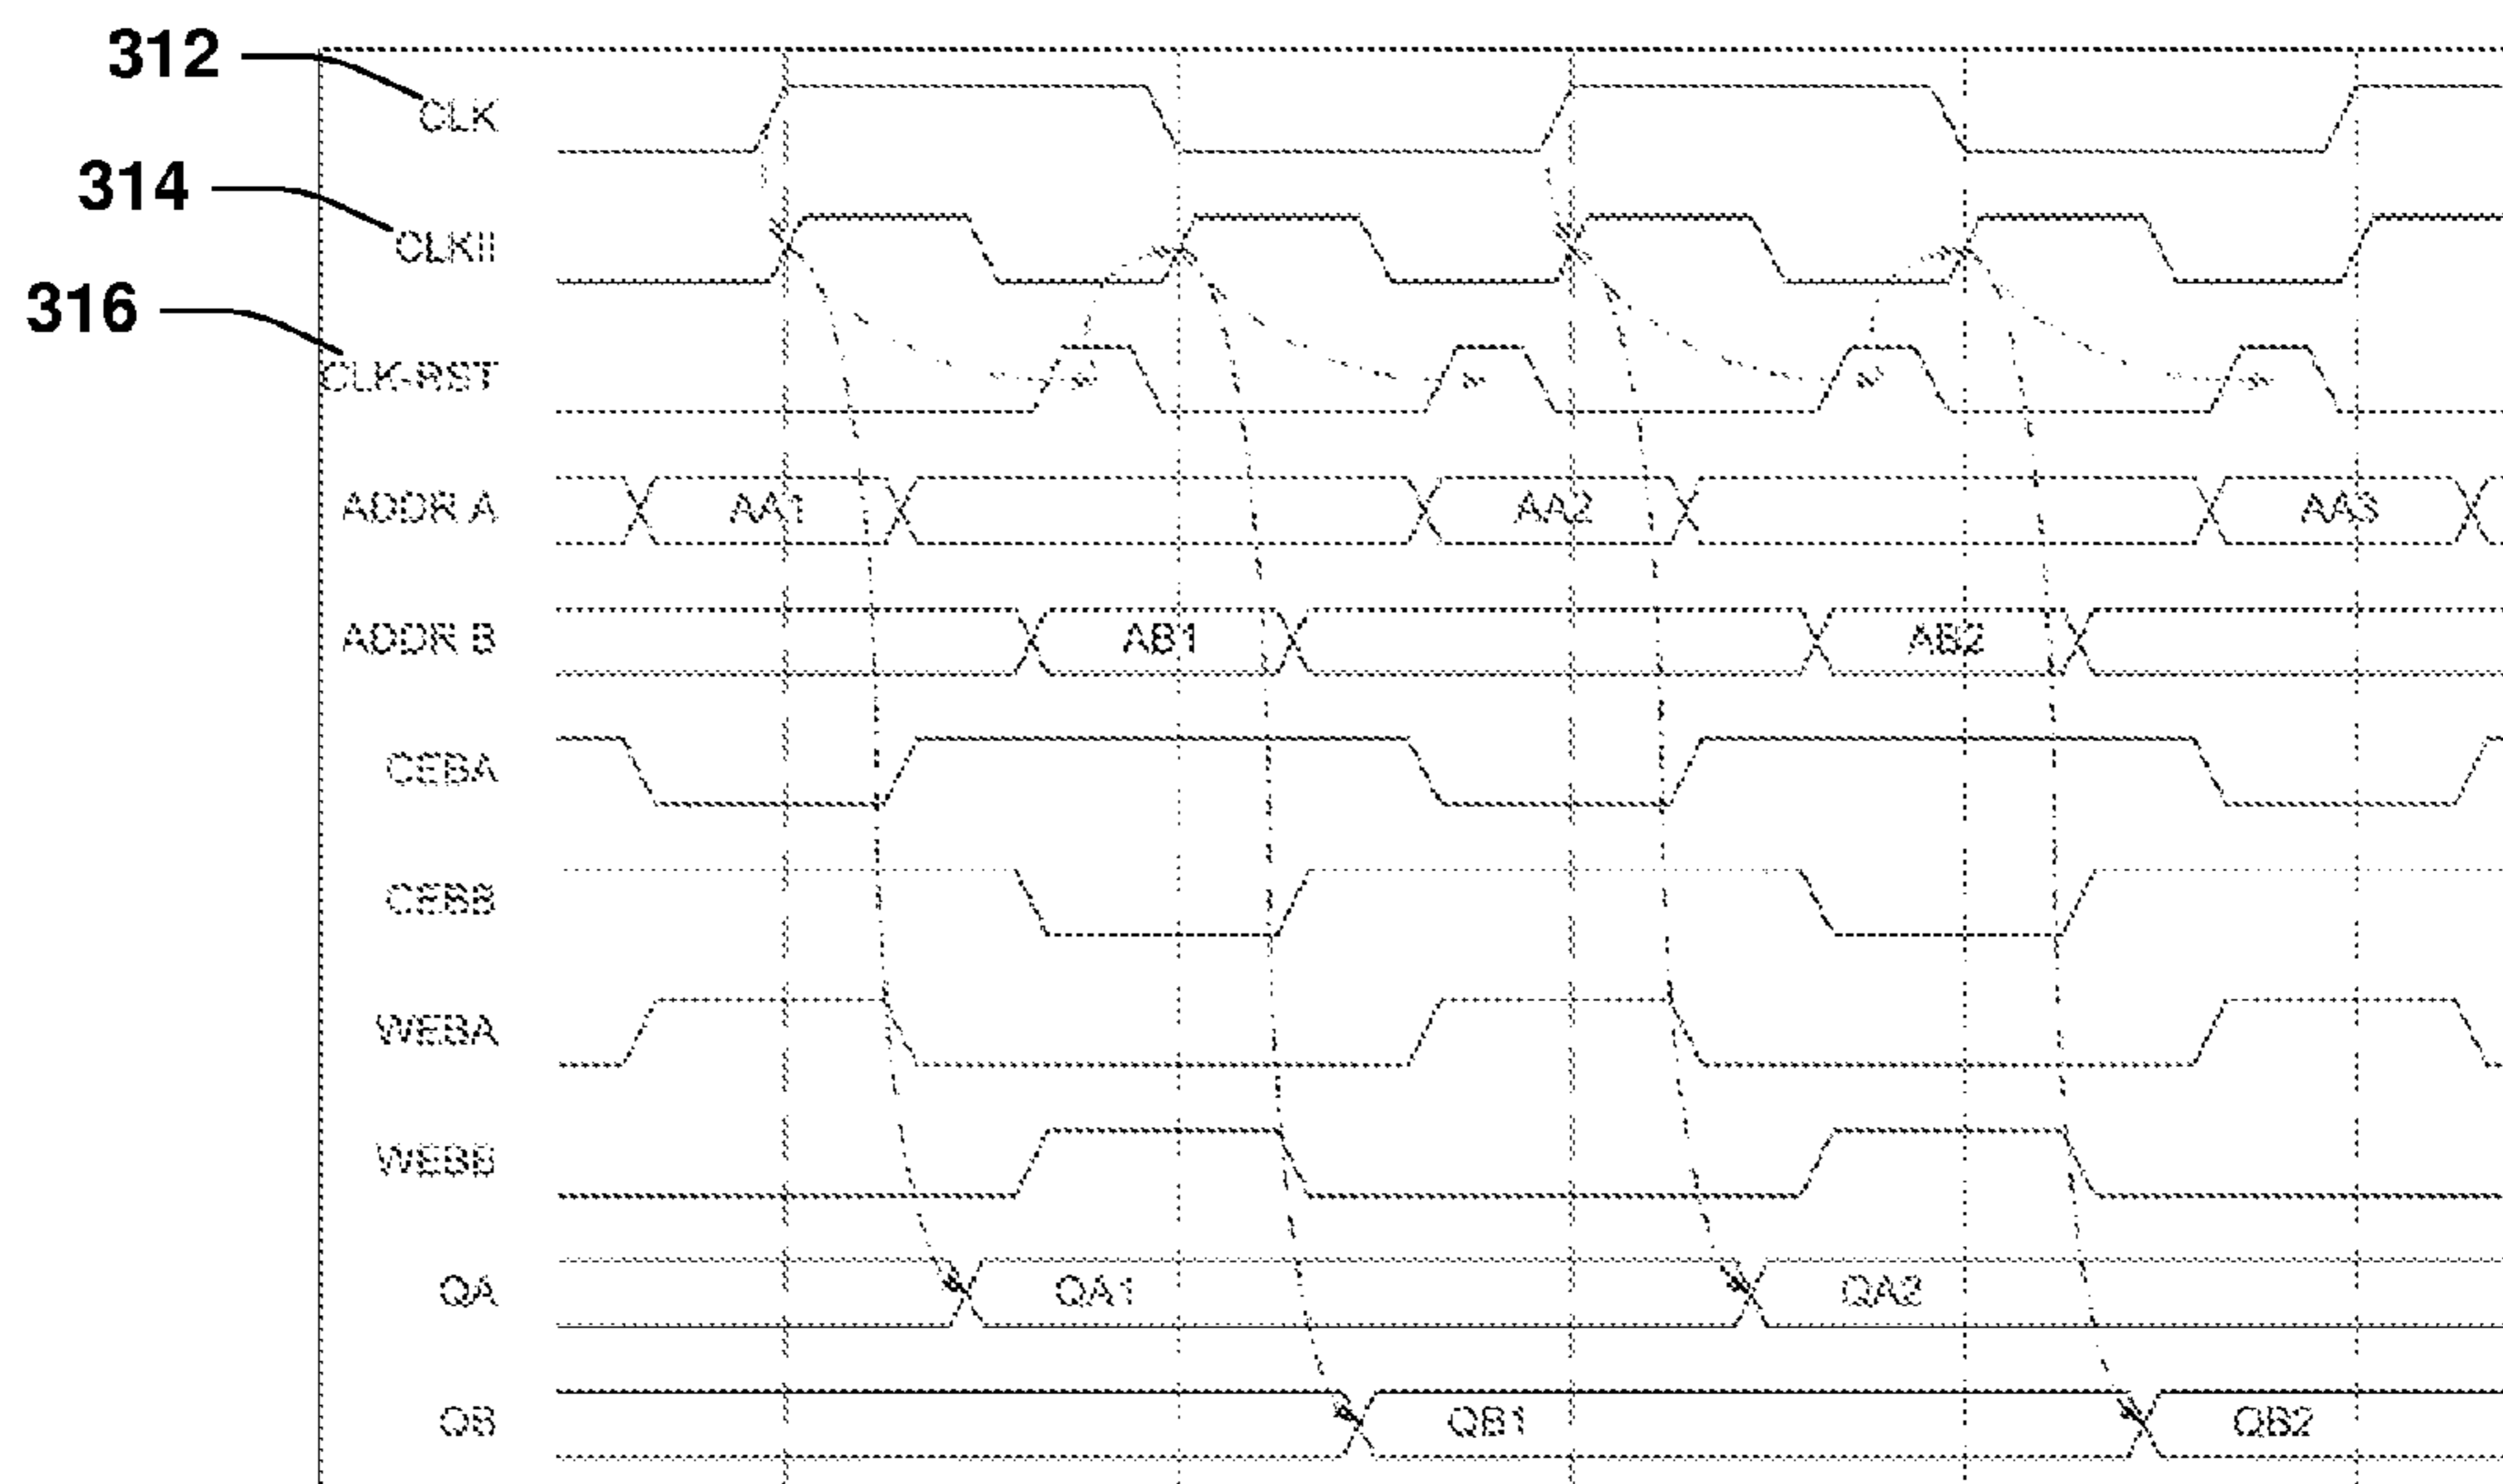 312
CLK
314
CLKII
316
CLK-RST
ADDR A AA1 AA2 AA3
ADDR B AB1 AB2
CEBA
CEBB
WEBA
WEBB
QA QA1 QA2
QB QB1 QB2